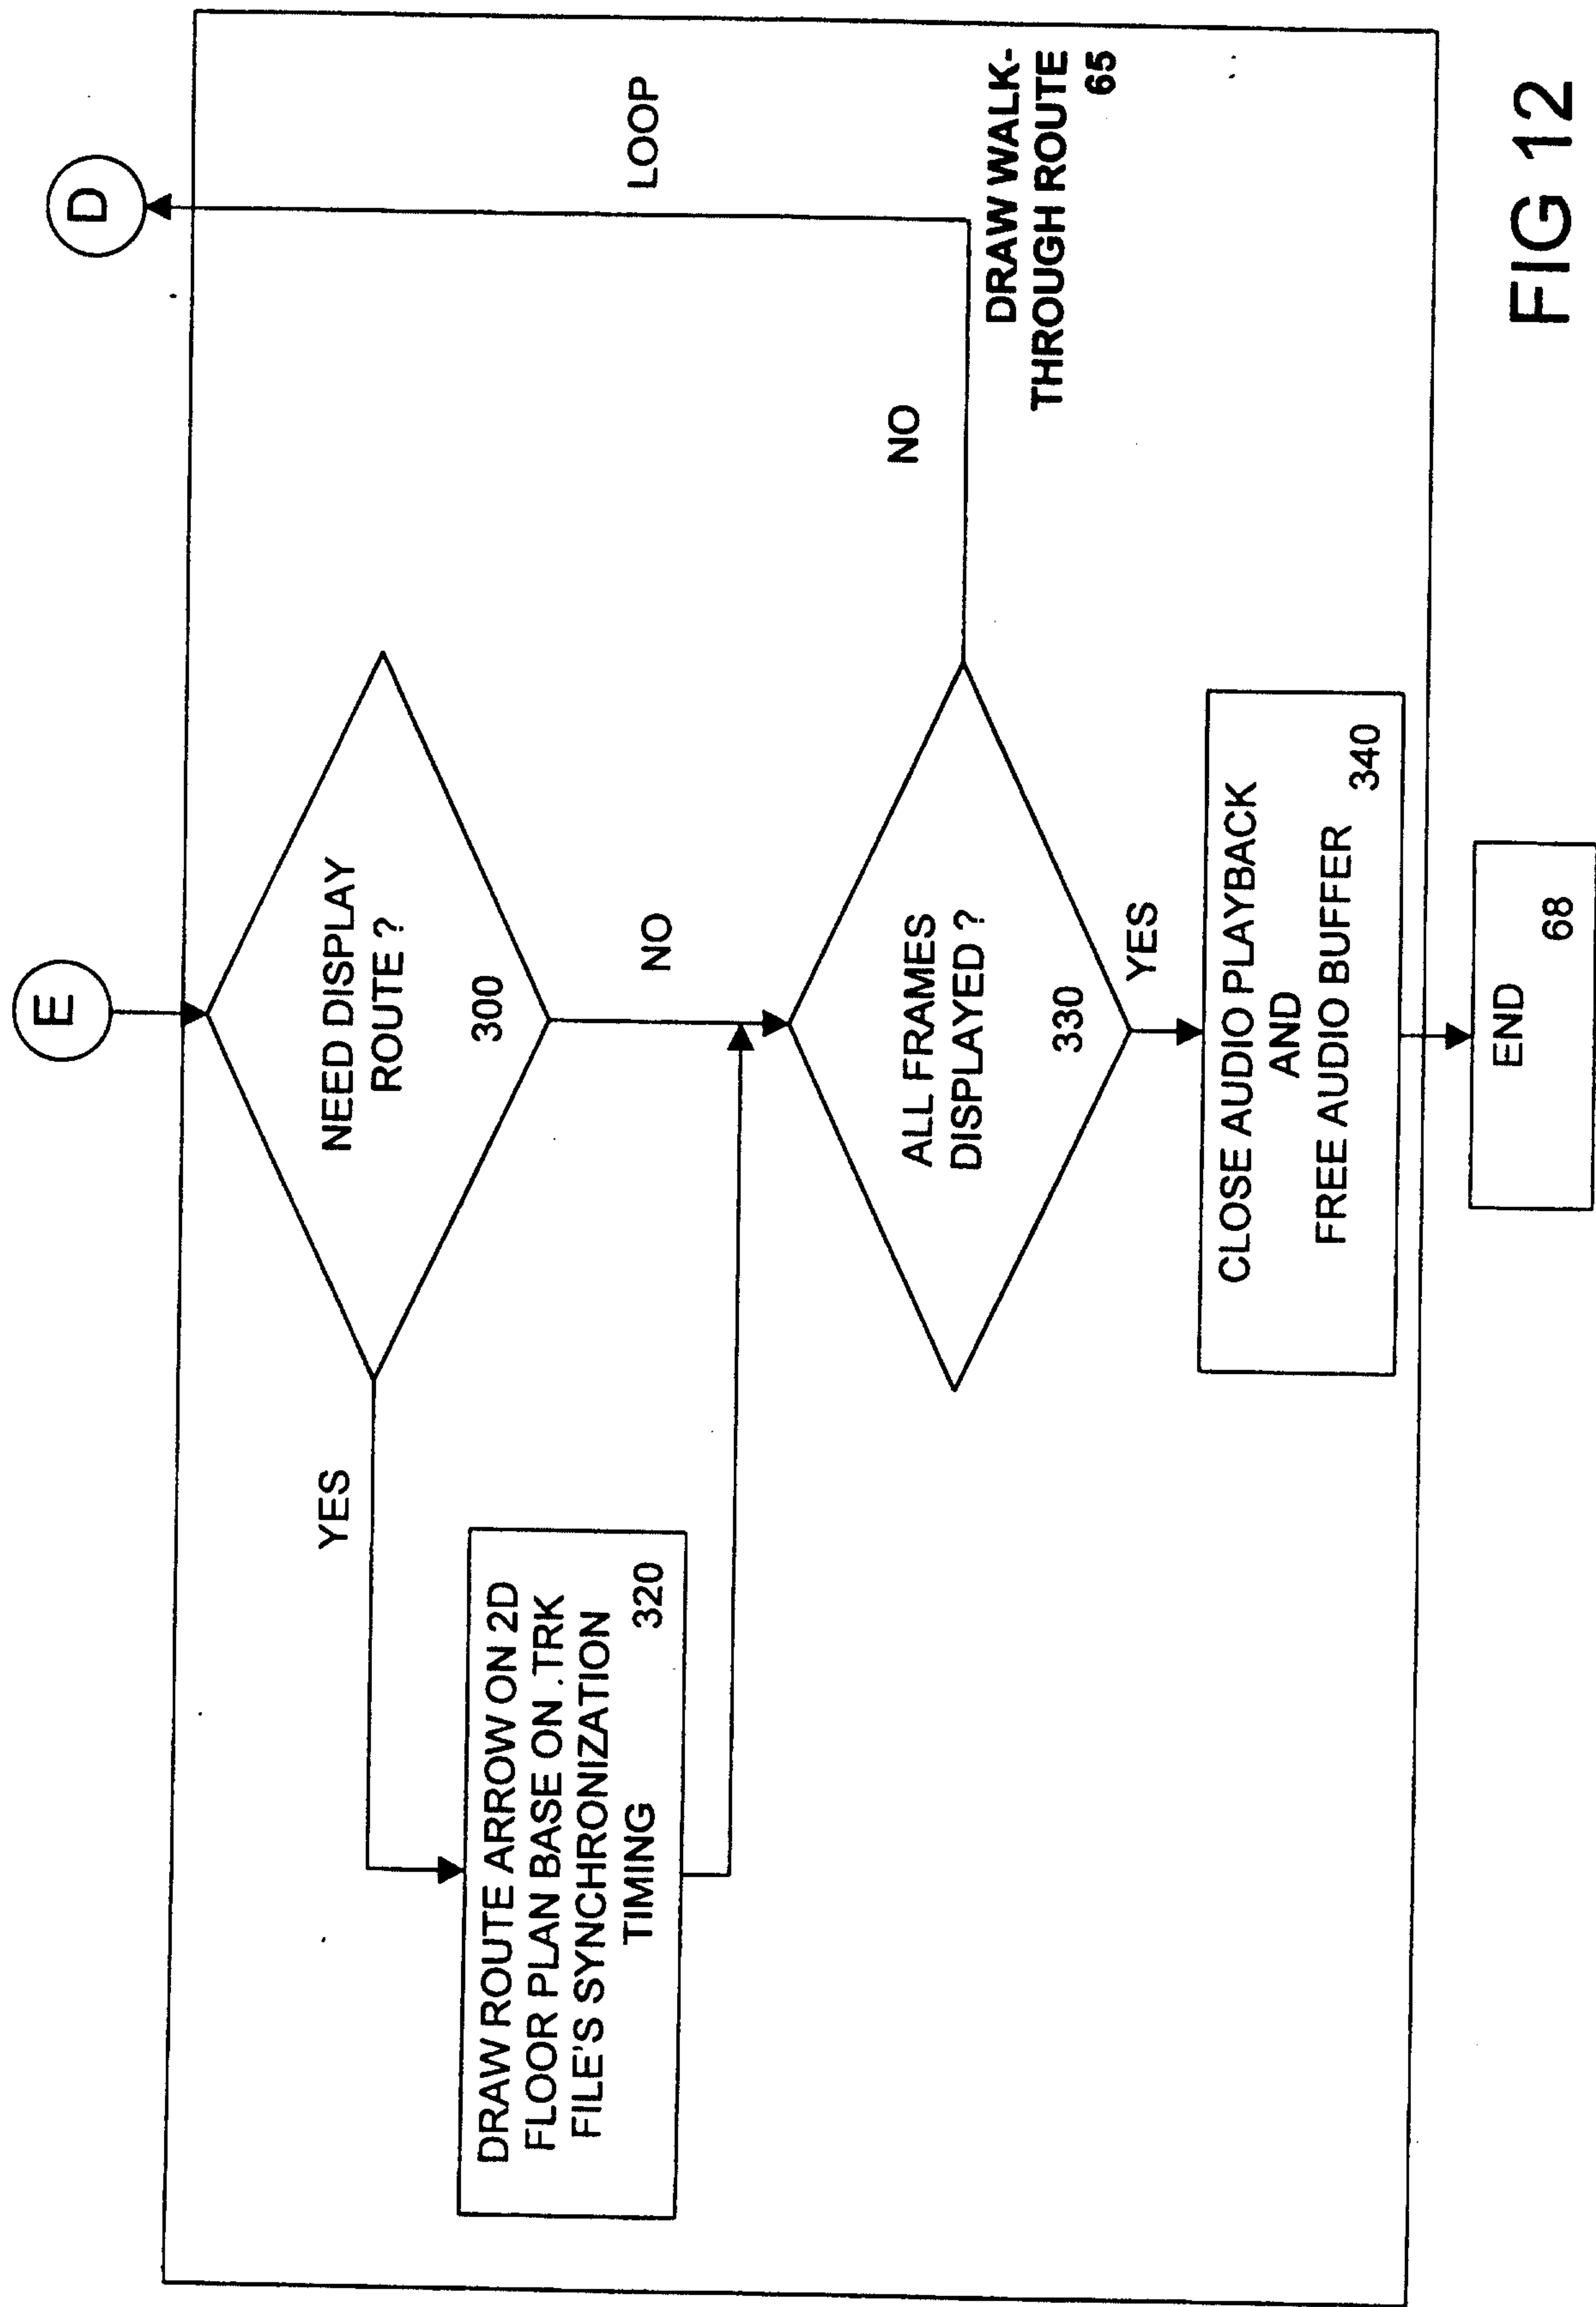 E
D
NEED DISPLAY
ROUTE ?
300
YES
NO
LOOP
DRAW ROUTE ARROW ON 2D
FLOOR PLAN BASE ON .TRK
FILE'S SYNCHRONIZATION
TIMING
320
ALL FRAMES
DISPLAYED ?
330
NO
YES
DRAW WALK-
THROUGH ROUTE
65
CLOSE AUDIO PLAYBACK
AND
FREE AUDIO BUFFER
340
END
68
FIG 12